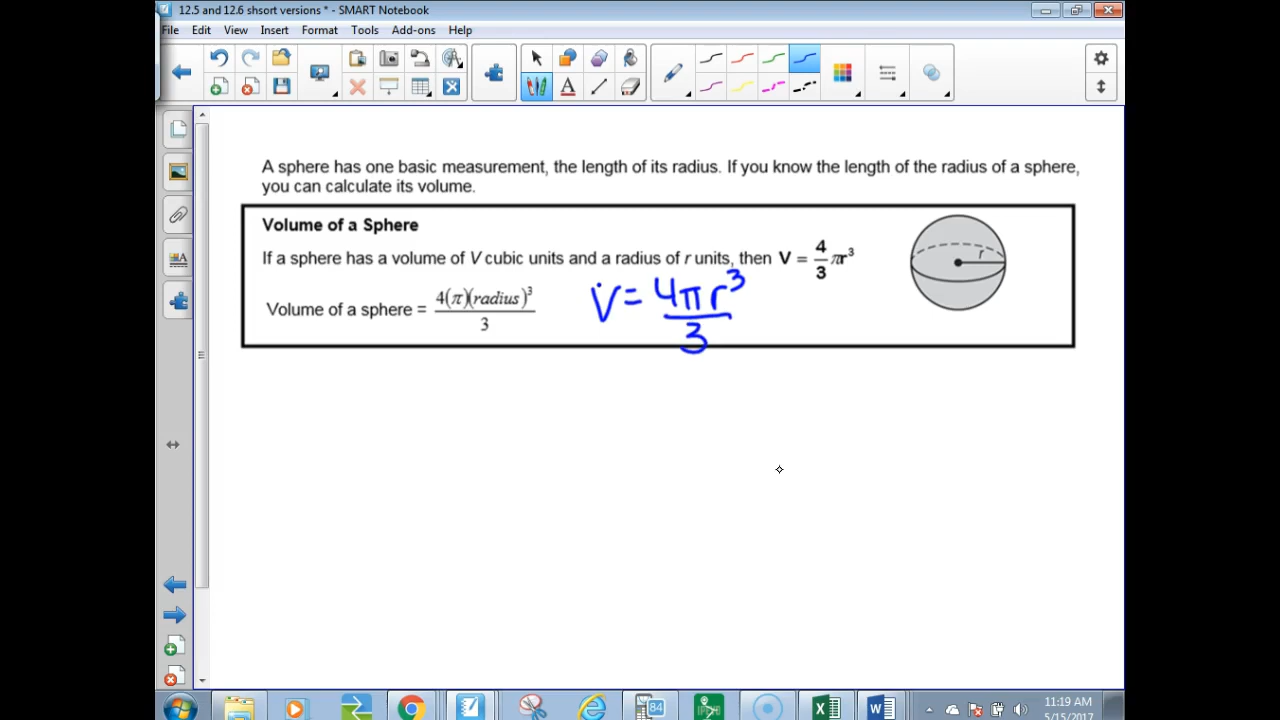 12.5 and 12.6 shsort versions * - SMART Notebook
File Edit View Insert Format Tools Add-ons Help
A sphere has one basic measurement, the length of its radius. If you know the length of the radius of a sphere,
you can calculate its volume.
Volume of a Sphere
If a sphere has a volume of V cubic units and a radius of r units, then V = 4/3 πr³
r
Volume of a sphere = 4(π)(radius)³/3
V = 4πr³/3
84
11:19 AM
5/15/2017